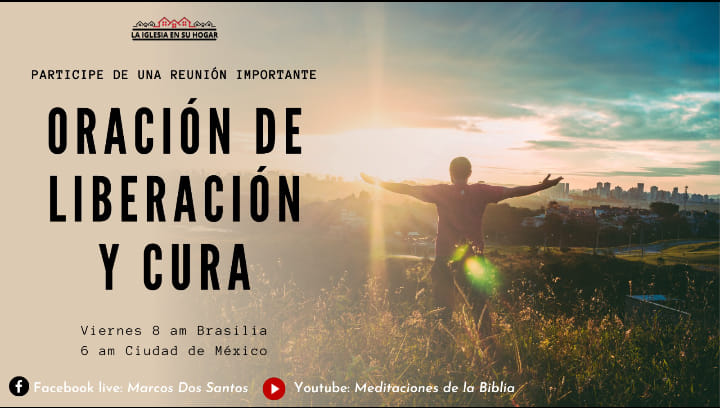 LA IGLESIA EN SU HOGAR
PARTICIPE DE UNA REUNIÓN IMPORTANTE
ORACIÓN DE
LIBERACIÓN
Y CURA
Viernes 8 am Brasilia
6 am Ciudad de México
Facebook live: Marcos Dos Santos Youtube: Meditaciones de la Biblia